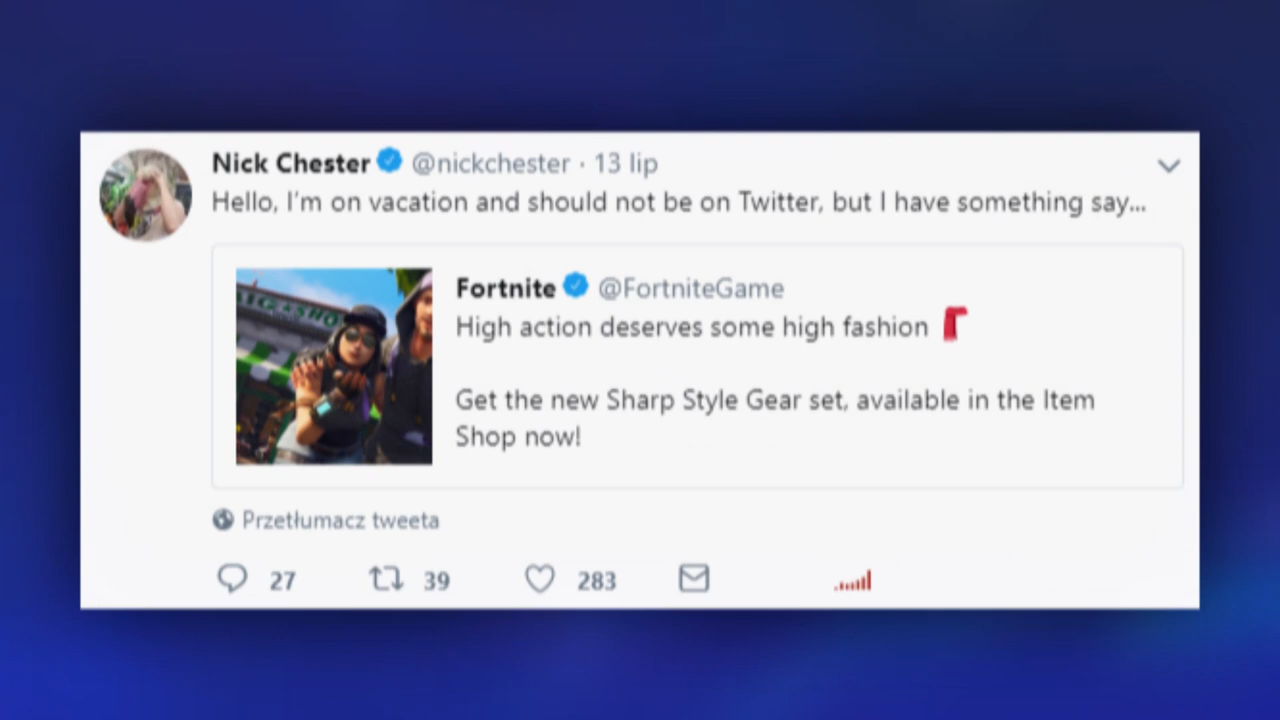 Nick Chester @nickchester · 13 lip
Hello, I'm on vacation and should not be on Twitter, but I have something say...
Fortnite @FortniteGame
High action deserves some high fashion
Get the new Sharp Style Gear set, available in the Item
Shop now!
Przetłumacz tweeta
27 39 283